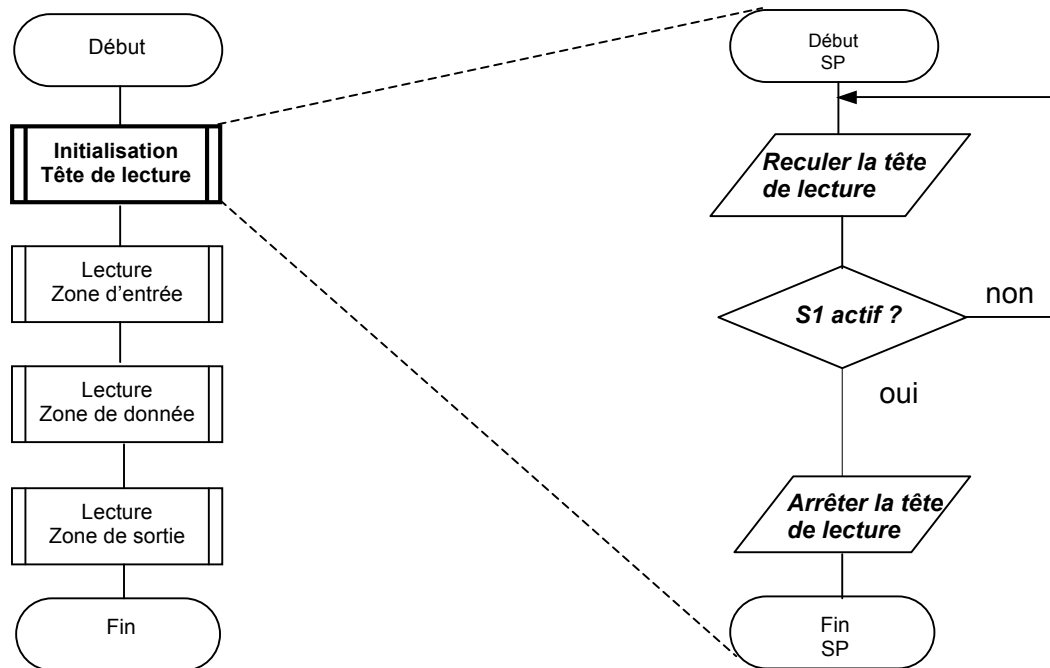 Début
Initialisation
Tête de lecture
Lecture
Zone d'entrée
Lecture
Zone de donnée
Lecture
Zone de sortie
Fin
Début
SP
Reculer la tête
de lecture
S1 actif ?
non
oui
Arrêter la tête
de lecture
Fin
SP